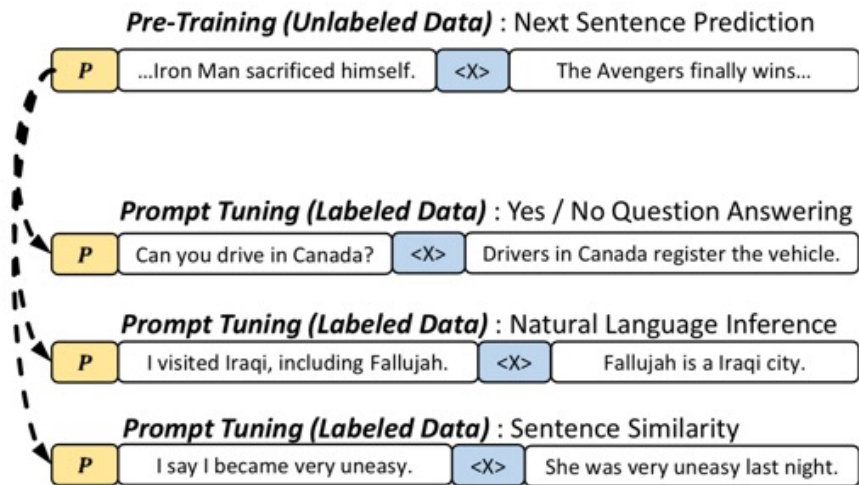 Pre-Training (Unlabeled Data) : Next Sentence Prediction
P ...Iron Man sacrificed himself. <X> The Avengers finally wins...
Prompt Tuning (Labeled Data) : Yes / No Question Answering
P Can you drive in Canada? <X> Drivers in Canada register the vehicle.
Prompt Tuning (Labeled Data) : Natural Language Inference
P I visited Iraqi, including Fallujah. <X> Fallujah is a Iraqi city.
Prompt Tuning (Labeled Data) : Sentence Similarity
P I say I became very uneasy. <X> She was very uneasy last night.